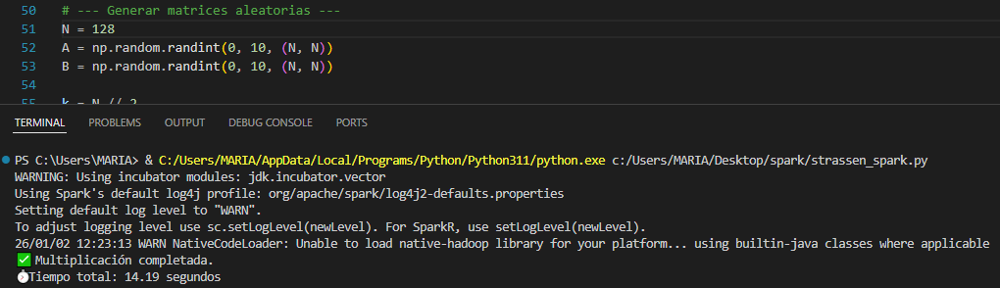 50 # --- Generar matrices aleatorias ---
51 N = 128
52 A = np.random.randint(0, 10, (N, N))
53 B = np.random.randint(0, 10, (N, N))
54
55 k = N // 2
TERMINAL PROBLEMS OUTPUT DEBUG CONSOLE PORTS
PS C:\Users\MARIA> & C:/Users/MARIA/AppData/Local/Programs/Python/Python311/python.exe c:/Users/MARIA/Desktop/spark/strassen_spark.py
WARNING: Using incubator modules: jdk.incubator.vector
Using Spark's default log4j profile: org/apache/spark/log4j2-defaults.properties
Setting default log level to "WARN".
To adjust logging level use sc.setLogLevel(newLevel). For SparkR, use setLogLevel(newLevel).
26/01/02 12:23:13 WARN NativeCodeLoader: Unable to load native-hadoop library for your platform... using builtin-java classes where applicable
✅ Multiplicación completada.
⏱Tiempo total: 14.19 segundos